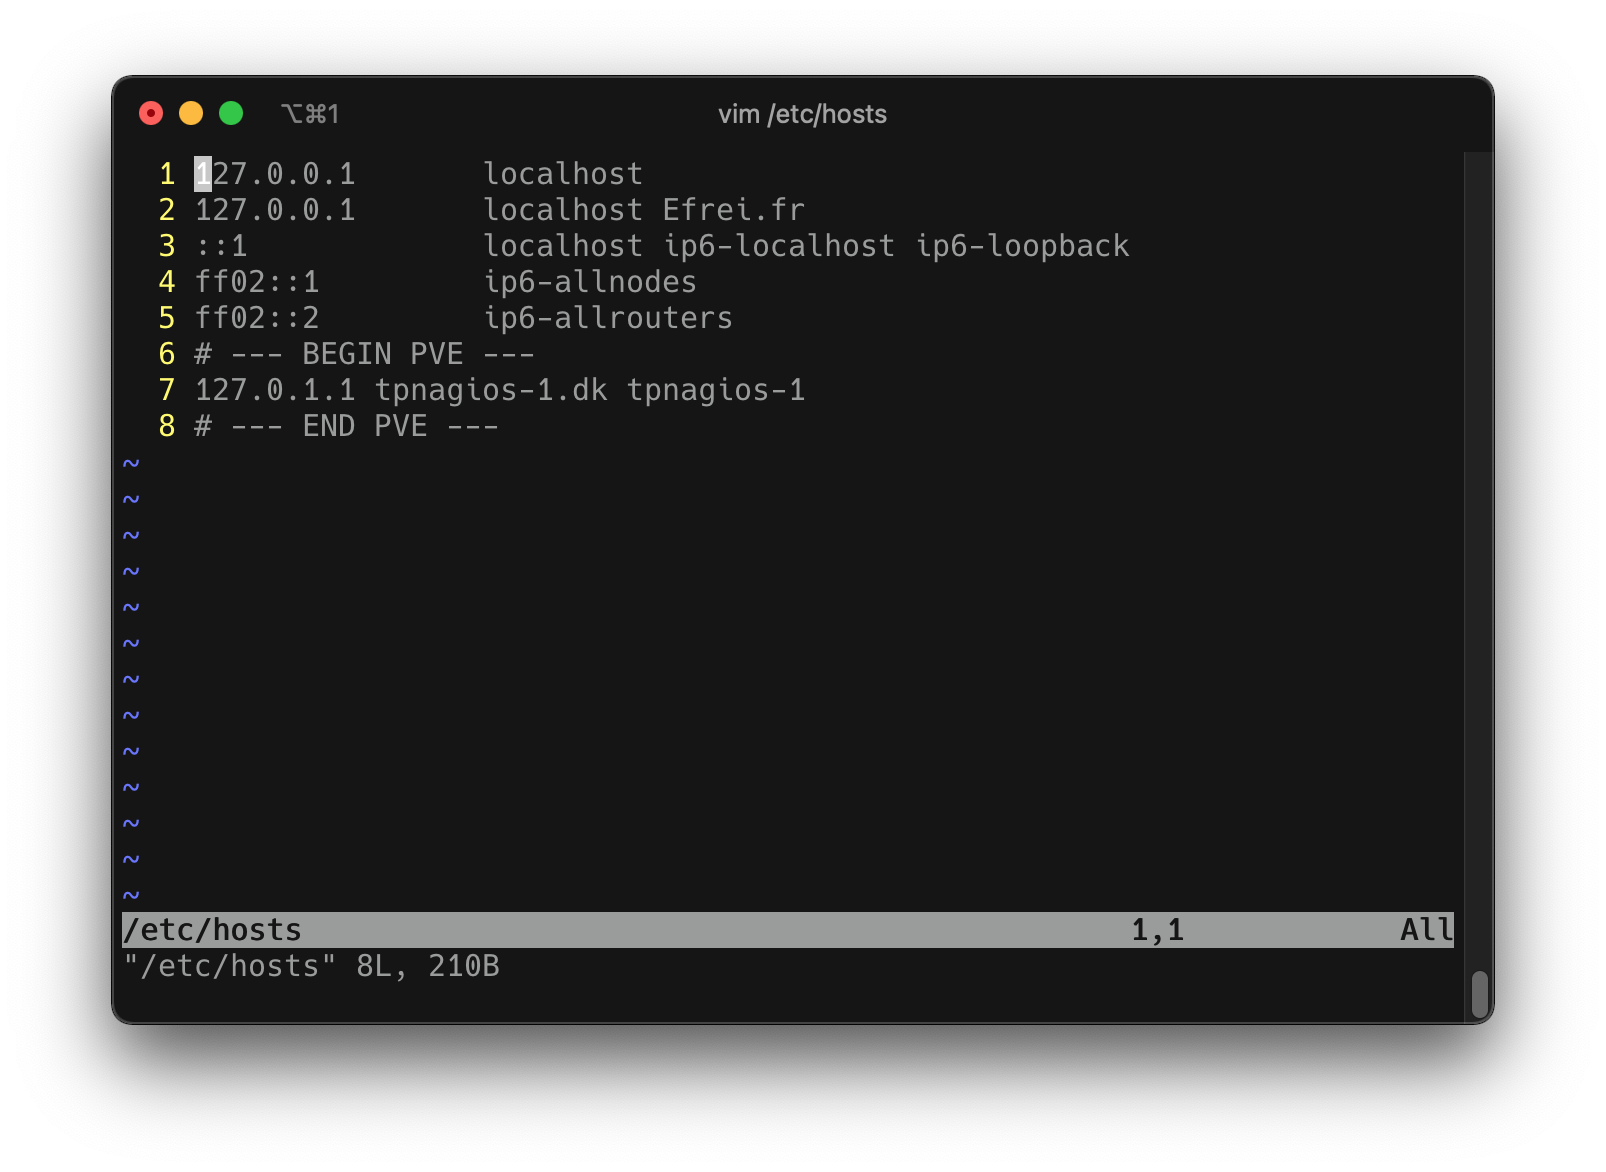 ⌥⌘1 vim /etc/hosts
1 127.0.0.1 localhost
2 127.0.0.1 localhost Efrei.fr
3 ::1 localhost ip6-localhost ip6-loopback
4 ff02::1 ip6-allnodes
5 ff02::2 ip6-allrouters
6 # --- BEGIN PVE ---
7 127.0.1.1 tpnagios-1.dk tpnagios-1
8 # --- END PVE ---
~
~
~
~
~
~
~
~
~
~
~
~
~
/etc/hosts 1,1 All
"/etc/hosts" 8L, 210B